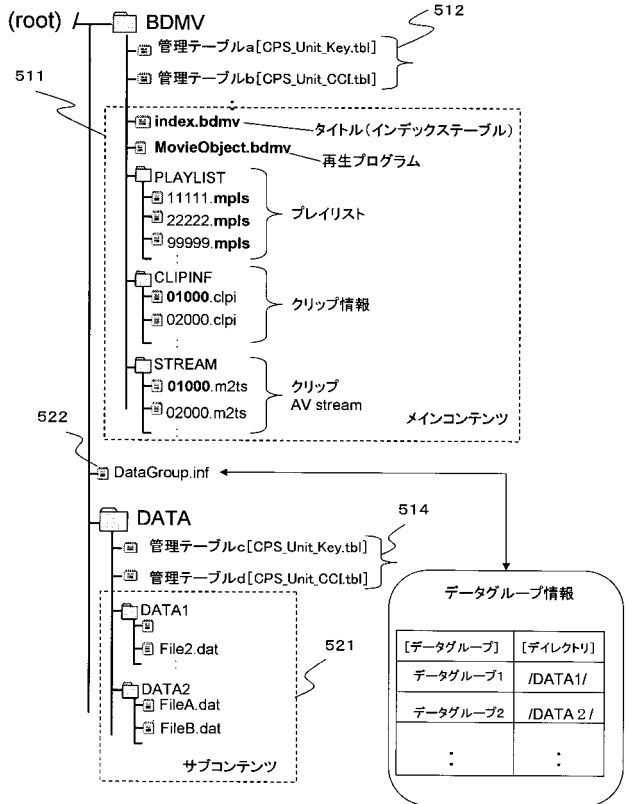 (root) /
BDMV
512
管理テーブルa[CPS_Unit_Key.tbl]
管理テーブルb[CPS_Unit_CCI.tbl]
511
index.bdmv
タイトル(インデックステーブル)
MovieObject.bdmv
再生プログラム
PLAYLIST
11111.mpls
22222.mpls
99999.mpls
:
プレイリスト
CLIPINF
01000.clpi
02000.clpi
:
クリップ情報
STREAM
01000.m2ts
02000.m2ts
:
クリップ
AV stream
メインコンテンツ
522
DataGroup.inf
DATA
514
管理テーブルc[CPS_Unit_Key.tbl]
管理テーブルd[CPS_Unit_CCI.tbl]
DATA1
File2.dat
521
DATA2
FileA.dat
FileB.dat
:
サブコンテンツ
データグループ情報
[データグループ] [ディレクトリ]
データグループ1 /DATA1/
データグループ2 /DATA 2/
: :